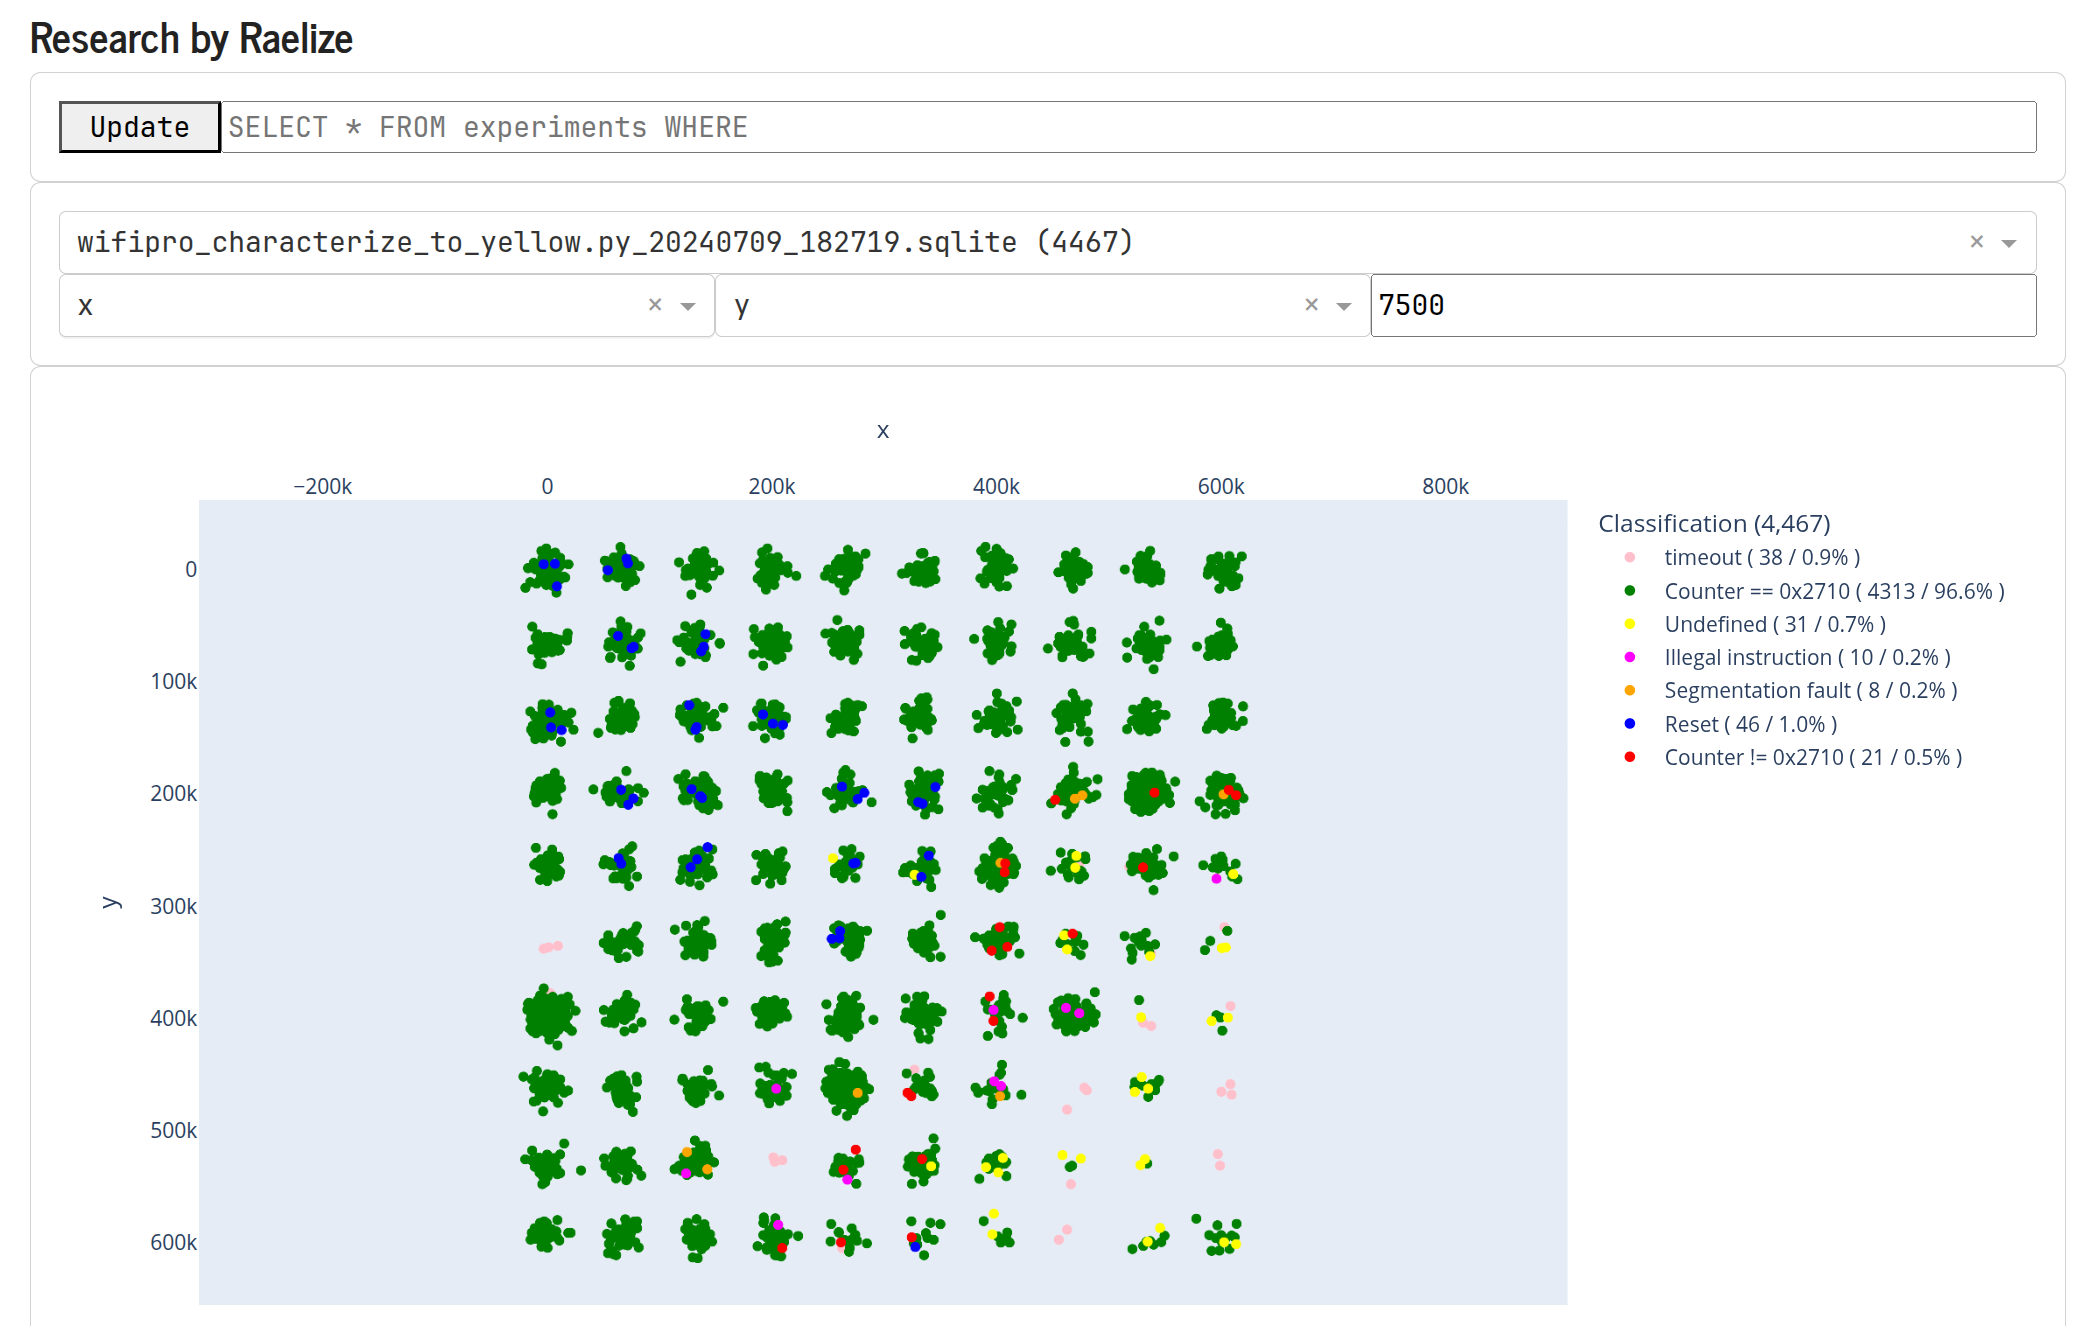 Research by Raelize
Update SELECT * FROM experiments WHERE
wifipro_characterize_to_yellow.py_20240709_182719.sqlite (4467) ×
x × y × 7500
x
−200k 0 200k 400k 600k 800k
y
0
100k
200k
300k
400k
500k
600k
Classification (4,467)
timeout ( 38 / 0.9% )
Counter == 0x2710 ( 4313 / 96.6% )
Undefined ( 31 / 0.7% )
Illegal instruction ( 10 / 0.2% )
Segmentation fault ( 8 / 0.2% )
Reset ( 46 / 1.0% )
Counter != 0x2710 ( 21 / 0.5% )